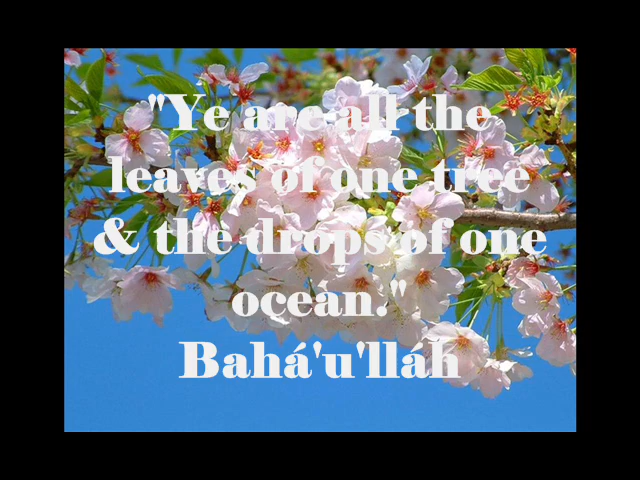 "Ye are all the
leaves of one tree
& the drops of one
ocean."
Bahá'u'lláh